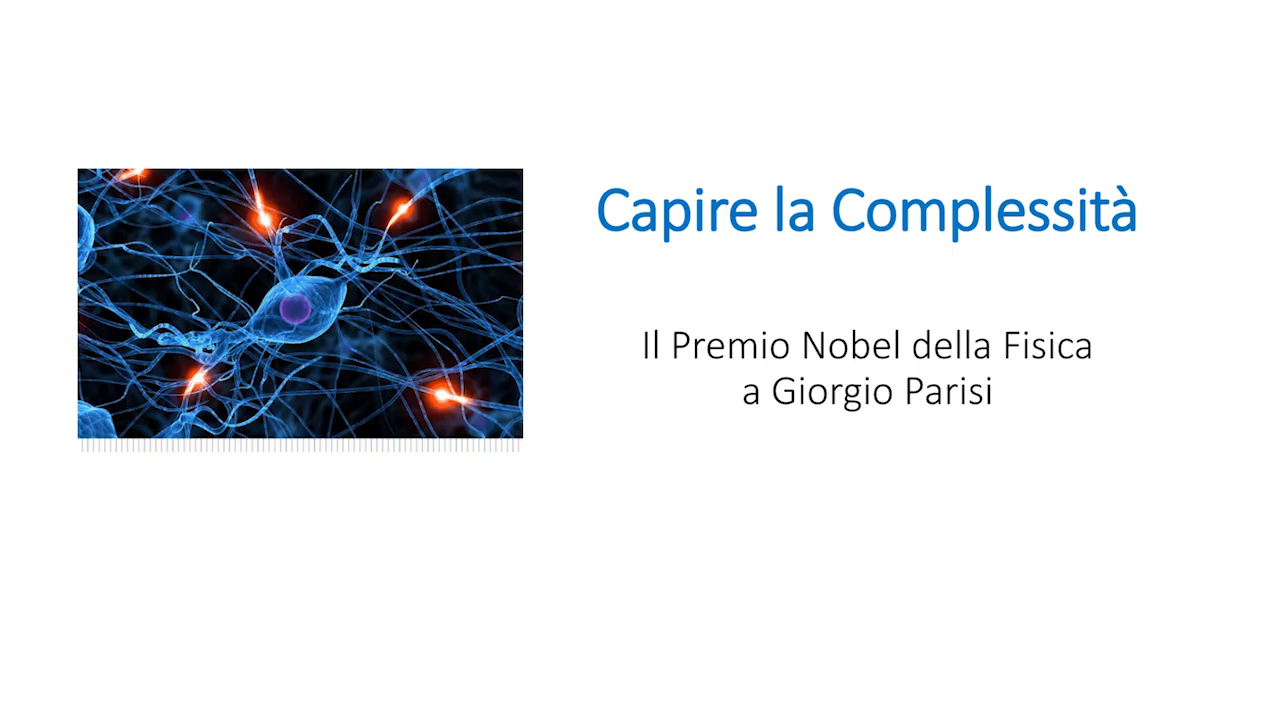 Capire la Complessità
Il Premio Nobel della Fisica
a Giorgio Parisi